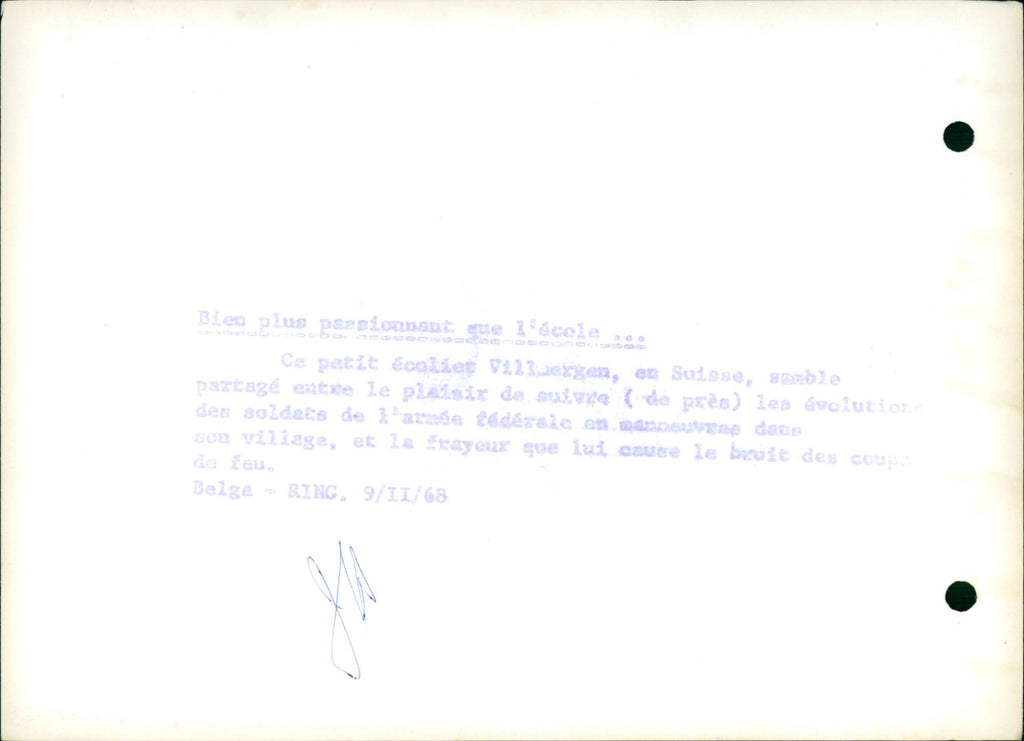 Bien plus passionnant que l'école ...
Ce petit écolier Villmergen, en Suisse, semble
partagé entre le plaisir de suivre ( de près) les évolutions
des soldats de l'armée fédérale en manoeuvres dans
son village, et la frayeur que lui cause le bruit des coups
de feu.
Belga - RING. 9/II/68